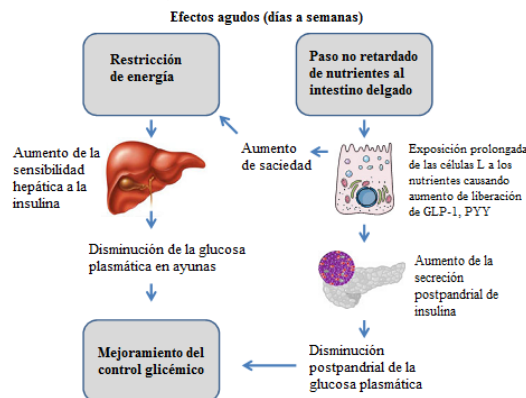 Efectos agudos (días a semanas)
Restricción
de energía
Paso no retardado
de nutrientes al
intestino delgado
Aumento de la
sensibilidad
hepática a la
insulina
Aumento
de saciedad
Exposición prolongada
de las células L a los
nutrientes causando
aumento de liberación
de GLP-1, PYY
Disminución de la glucosa
plasmática en ayunas
Aumento de la
secreción
postpandrial de
insulina
Mejoramiento del
control glicémico
Disminución
postpandrial de la
glucosa plasmática